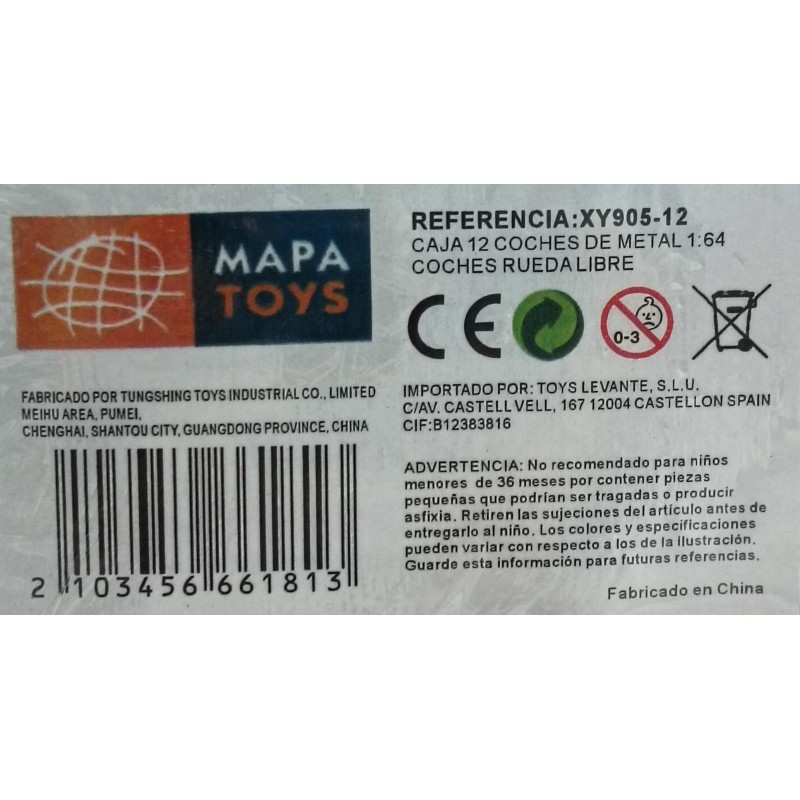 MAPA
TOYS
FABRICADO POR TUNGSHING TOYS INDUSTRIAL CO., LIMITED
MEIHU AREA, PUMEI,
CHENGHAI, SHANTOU CITY, GUANGDONG PROVINCE, CHINA
2 103456 661813
REFERENCIA:XY905-12
CAJA 12 COCHES DE METAL 1:64
COCHES RUEDA LIBRE
CE
0-3
IMPORTADO POR: TOYS LEVANTE, S.L.U.
C/AV. CASTELL VELL, 167 12004 CASTELLON SPAIN
CIF:B12383816
ADVERTENCIA: No recomendado para niños
menores de 36 meses por contener piezas
pequeñas que podrían ser tragadas o producir
asfixia. Retiren las sujeciones del artículo antes de
entregarlo al niño. Los colores y especificaciones
pueden variar con respecto a los de la ilustración.
Guarde esta información para futuras referencias.
Fabricado en China